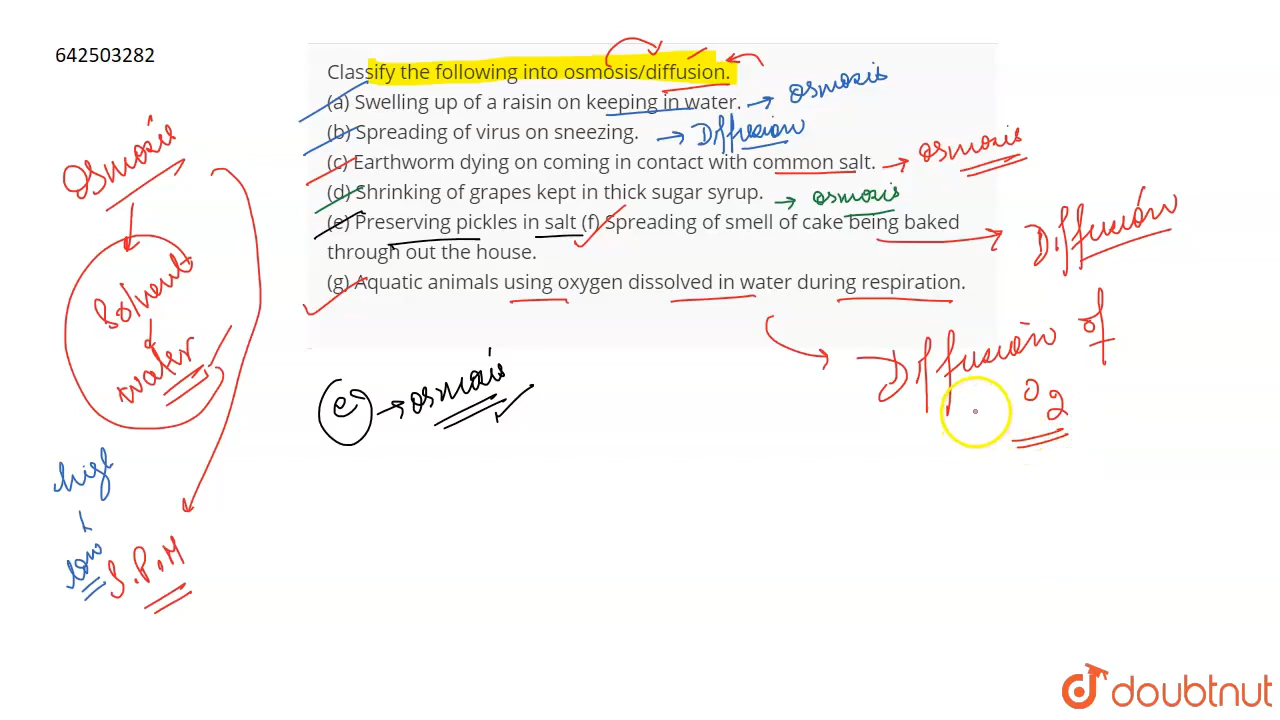 642503282
Classify the following into osmosis/diffusion.
(a) Swelling up of a raisin on keeping in water. → osmosis
(b) Spreading of virus on sneezing. → Diffusion
(c) Earthworm dying on coming in contact with common salt. → osmosis
(d) Shrinking of grapes kept in thick sugar syrup. → osmosis
(e) Preserving pickles in salt (f) Spreading of smell of cake being baked
through out the house.
Diffusion
(g) Aquatic animals using oxygen dissolved in water during respiration.
Diffusion of
O2
osmosis
solvent
water
high
low
S.P.M
(e) → osmosis
doubtnut